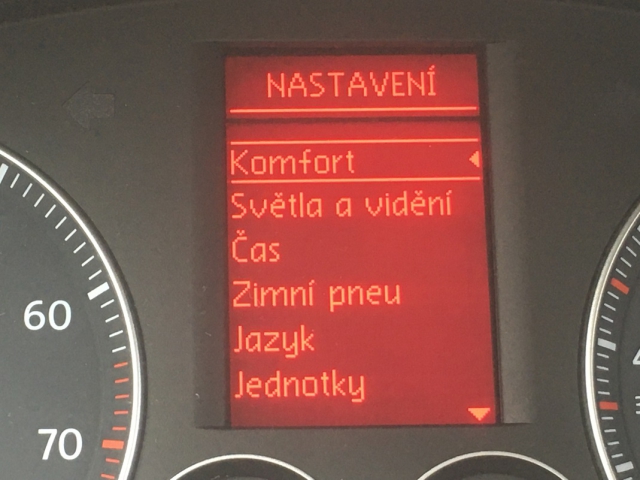 NASTAVENÍ
Komfort
Světla a vidění
Čas
Zimní pneu
Jazyk
Jednotky
60
70